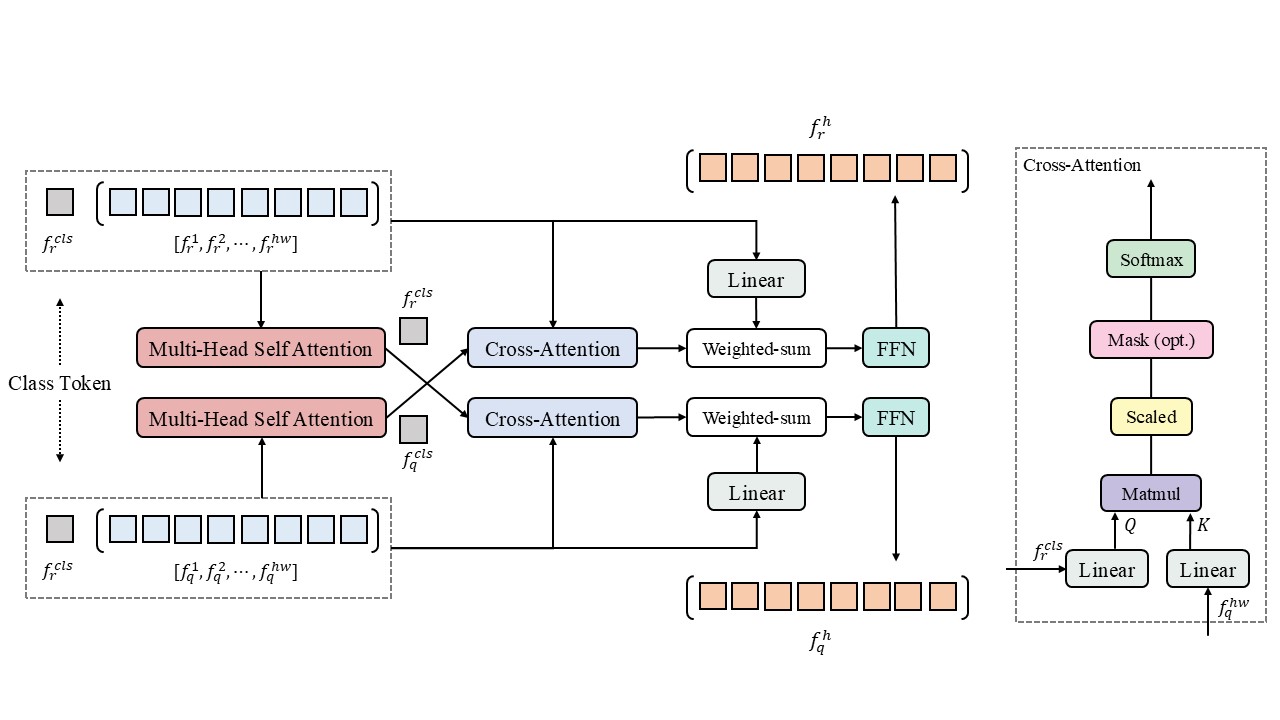 f_r^h
Cross-Attention
f_r^{cls}
[f_r^1, f_r^2, ⋯, f_r^{hw}]
Softmax
Linear
f_r^{cls}
Multi-Head Self Attention
Cross-Attention
Weighted-sum
FFN
Mask (opt.)
Class Token
Multi-Head Self Attention
Cross-Attention
Weighted-sum
FFN
Scaled
f_q^{cls}
Linear
Matmul
Q
K
f_r^{cls}
[f_q^1, f_q^2, ⋯, f_q^{hw}]
f_r^{cls}
Linear
Linear
f_q^{hw}
f_q^h